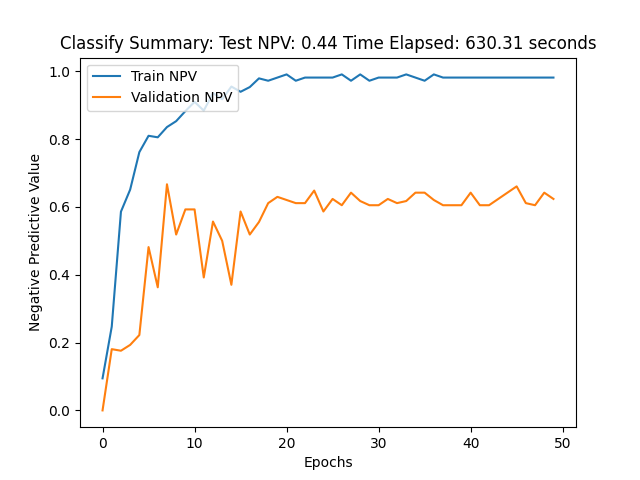 Classify Summary: Test NPV: 0.44 Time Elapsed: 630.31 seconds
Train NPV
Validation NPV
1.0
0.8
0.6
0.4
0.2
0.0
Negative Predictive Value
0 10 20 30 40 50
Epochs